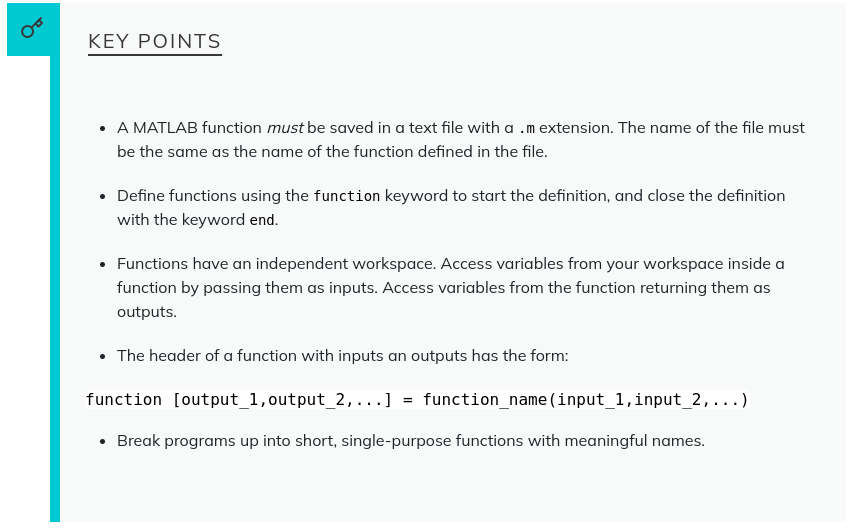 KEY POINTS
A MATLAB function must be saved in a text file with a .m extension. The name of the file must
be the same as the name of the function defined in the file.
Define functions using the function keyword to start the definition, and close the definition
with the keyword end.
Functions have an independent workspace. Access variables from your workspace inside a
function by passing them as inputs. Access variables from the function returning them as
outputs.
The header of a function with inputs an outputs has the form:
function [output_1,output_2,...] = function_name(input_1,input_2,...)
Break programs up into short, single-purpose functions with meaningful names.